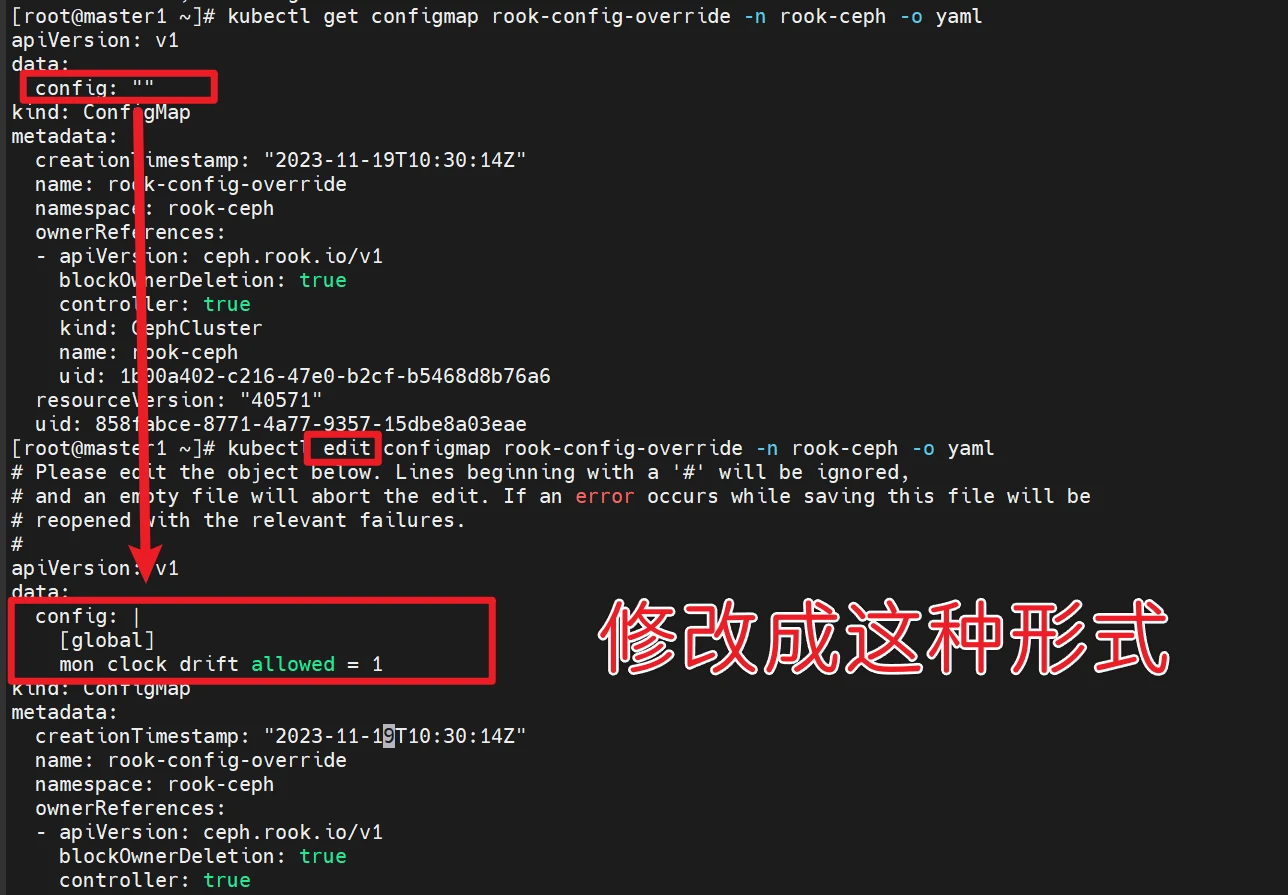 [root@master1 ~]# kubectl get configmap rook-config-override -n rook-ceph -o yaml
apiVersion: v1
data:
  config: ""
kind: ConfigMap
metadata:
  creationTimestamp: "2023-11-19T10:30:14Z"
  name: rook-config-override
  namespace: rook-ceph
  ownerReferences:
  - apiVersion: ceph.rook.io/v1
    blockOwnerDeletion: true
    controller: true
    kind: CephCluster
    name: rook-ceph
    uid: 1b00a402-c216-47e0-b2cf-b5468d8b76a6
  resourceVersion: "40571"
  uid: 858fabce-8771-4a77-9357-15dbe8a03eae
[root@master1 ~]# kubectl edit configmap rook-config-override -n rook-ceph -o yaml
# Please edit the object below. Lines beginning with a '#' will be ignored,
# and an empty file will abort the edit. If an error occurs while saving this file will be
# reopened with the relevant failures.
#
apiVersion: v1
data:
  config: |
    [global]
    mon clock drift allowed = 1
修改成这种形式
kind: ConfigMap
metadata:
  creationTimestamp: "2023-11-19T10:30:14Z"
  name: rook-config-override
  namespace: rook-ceph
  ownerReferences:
  - apiVersion: ceph.rook.io/v1
    blockOwnerDeletion: true
    controller: true